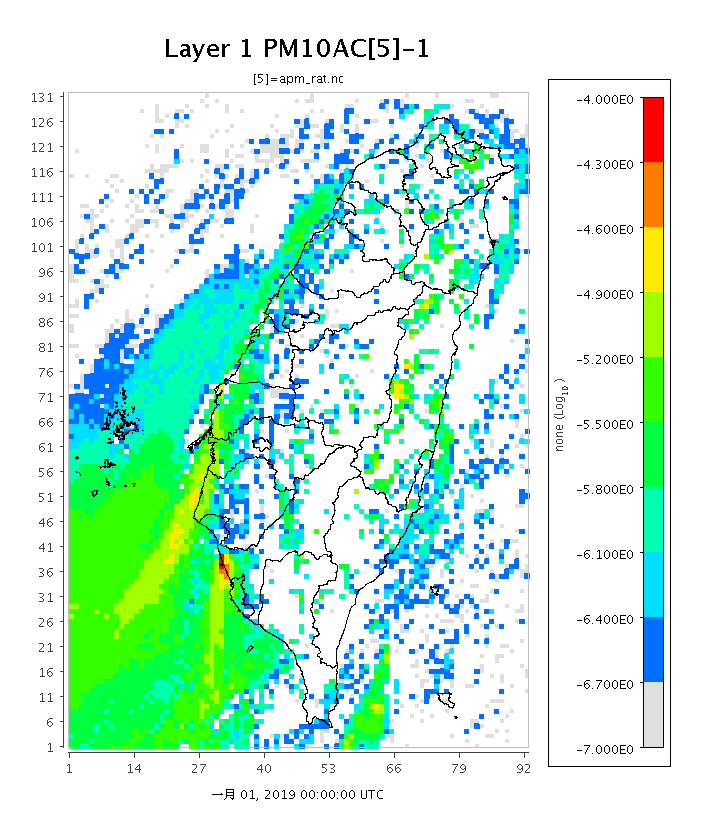 Layer 1 PM10AC[5]-1
[5]=apm_rat.nc
131
126
121
116
111
106
101
96
91
86
81
76
71
66
61
56
51
46
41
36
31
26
21
16
11
6
1
1 14 27 40 53 66 79 92
一月 01, 2019 00:00:00 UTC
none (Log10)
-4.000E0
-4.300E0
-4.600E0
-4.900E0
-5.200E0
-5.500E0
-5.800E0
-6.100E0
-6.400E0
-6.700E0
-7.000E0